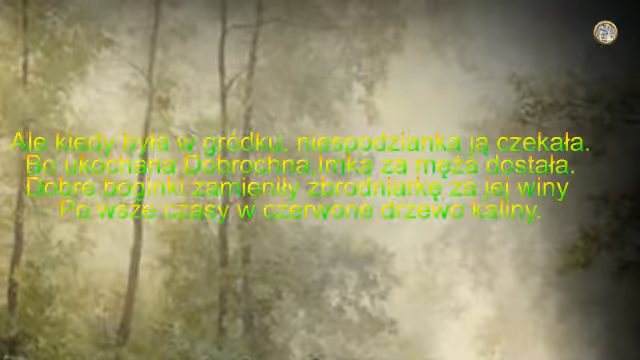 Ale kiedy była w gródku, niespodzianka ją czekała.
Bo ukochana Dobrochna Imka za męża dostała.
Dobre boginki zamieniły zbrodniarkę za jej winy
Po wsze czasy w czerwone drzewo kaliny.